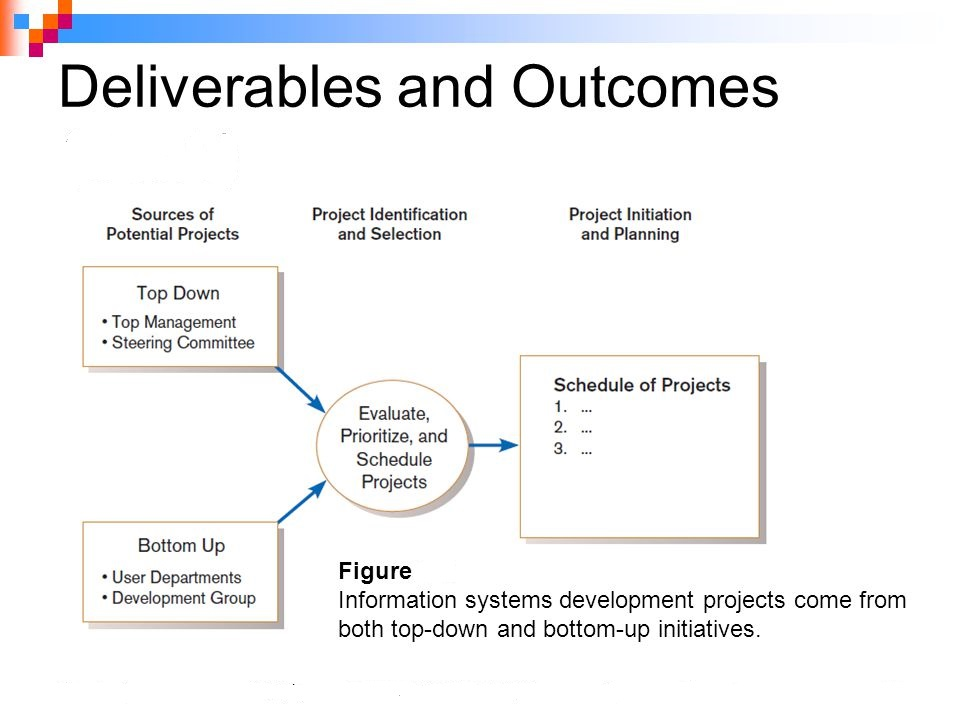 Deliverables and Outcomes
Sources of
Potential Projects
Project Identification
and Selection
Project Initiation
and Planning
Top Down
• Top Management
• Steering Committee
Evaluate,
Prioritize, and
Schedule
Projects
Schedule of Projects
1. ...
2. ...
3. ...
Bottom Up
• User Departments
• Development Group
Figure
Information systems development projects come from
both top-down and bottom-up initiatives.